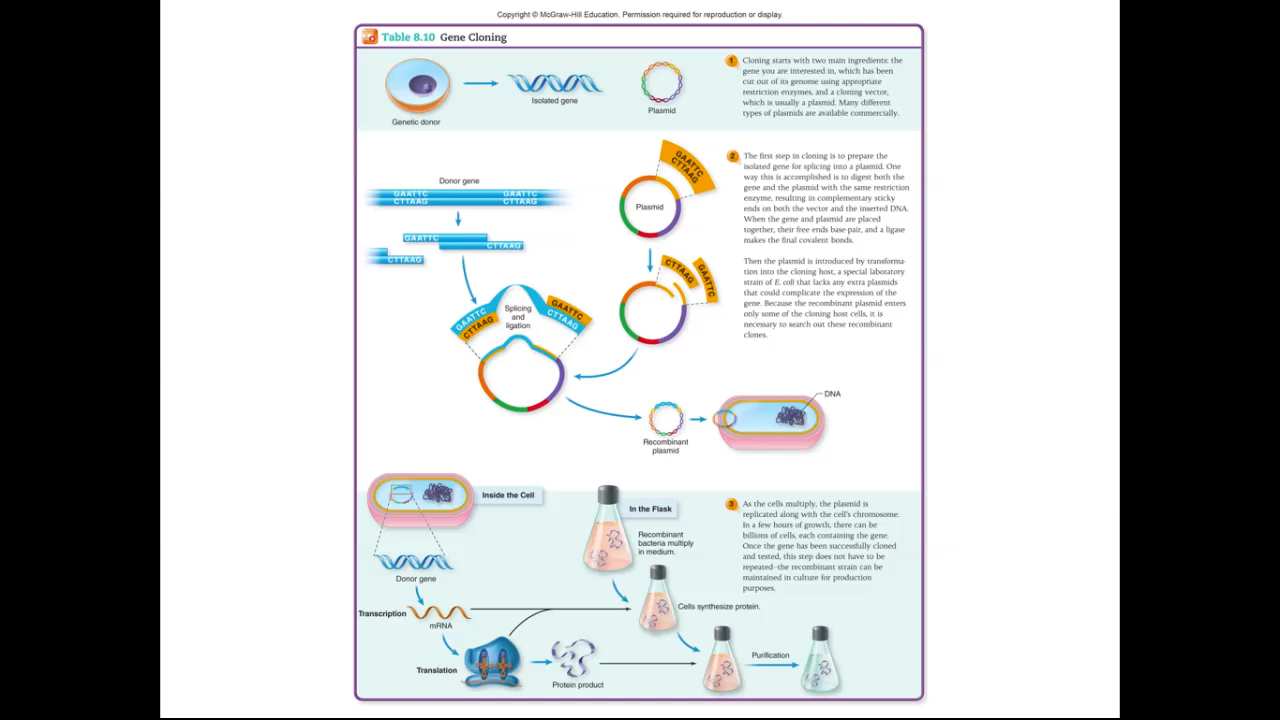 Copyright © McGraw-Hill Education. Permission required for reproduction or display.
Table 8.10 Gene Cloning
Genetic donor
Isolated gene
Plasmid
1 Cloning starts with two main ingredients: the
gene you are interested in, which has been
cut out of its genome using appropriate
restriction enzymes, and a cloning vector,
which is usually a plasmid. Many different
types of plasmids are available commercially.
Donor gene
GAATTC GAATTC
CTTAAG CTTAAG
GAATTC
CTTAAG
CTTAAG
GAATTC
CTTAAG
Plasmid
CTTAAG
GAATTC
GAATTC
CTTAAG
Splicing
and
ligation
GAATTC
CTTAAG
2 The first step in cloning is to prepare the
isolated gene for splicing into a plasmid. One
way this is accomplished is to digest both the
gene and the plasmid with the same restriction
enzyme, resulting in complementary sticky
ends on both the vector and the inserted DNA.
When the gene and plasmid are placed
together, their free ends base-pair, and a ligase
makes the final covalent bonds.
Then the plasmid is introduced by transforma-
tion into the cloning host, a special laboratory
strain of E. coli that lacks any extra plasmids
that could complicate the expression of the
gene. Because the recombinant plasmid enters
only some of the cloning host cells, it is
necessary to search out these recombinant
clones.
DNA
Recombinant
plasmid
Inside the Cell
In the Flask
Recombinant
bacteria multiply
in medium.
Donor gene
Transcription
mRNA
Cells synthesize protein.
Translation
Protein product
Purification
3 As the cells multiply, the plasmid is
replicated along with the cell's chromosome.
In a few hours of growth, there can be
billions of cells, each containing the gene.
Once the gene has been successfully cloned
and tested, this step does not have to be
repeated–the recombinant strain can be
maintained in culture for production
purposes.